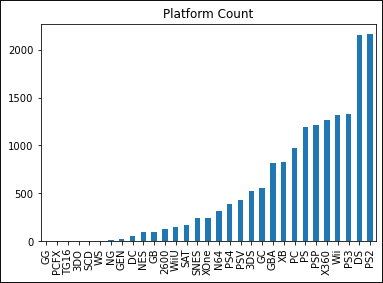 Platform Count
2000
1500
1000
500
0
GG
PCFX
TG16
3DO
SCD
WS
NG
GEN
DC
NES
GB
2600
WiiU
SAT
SNES
XOne
N64
PS4
PSV
3DS
GC
GBA
XB
PC
PS
PSP
X360
Wii
PS3
DS
PS2